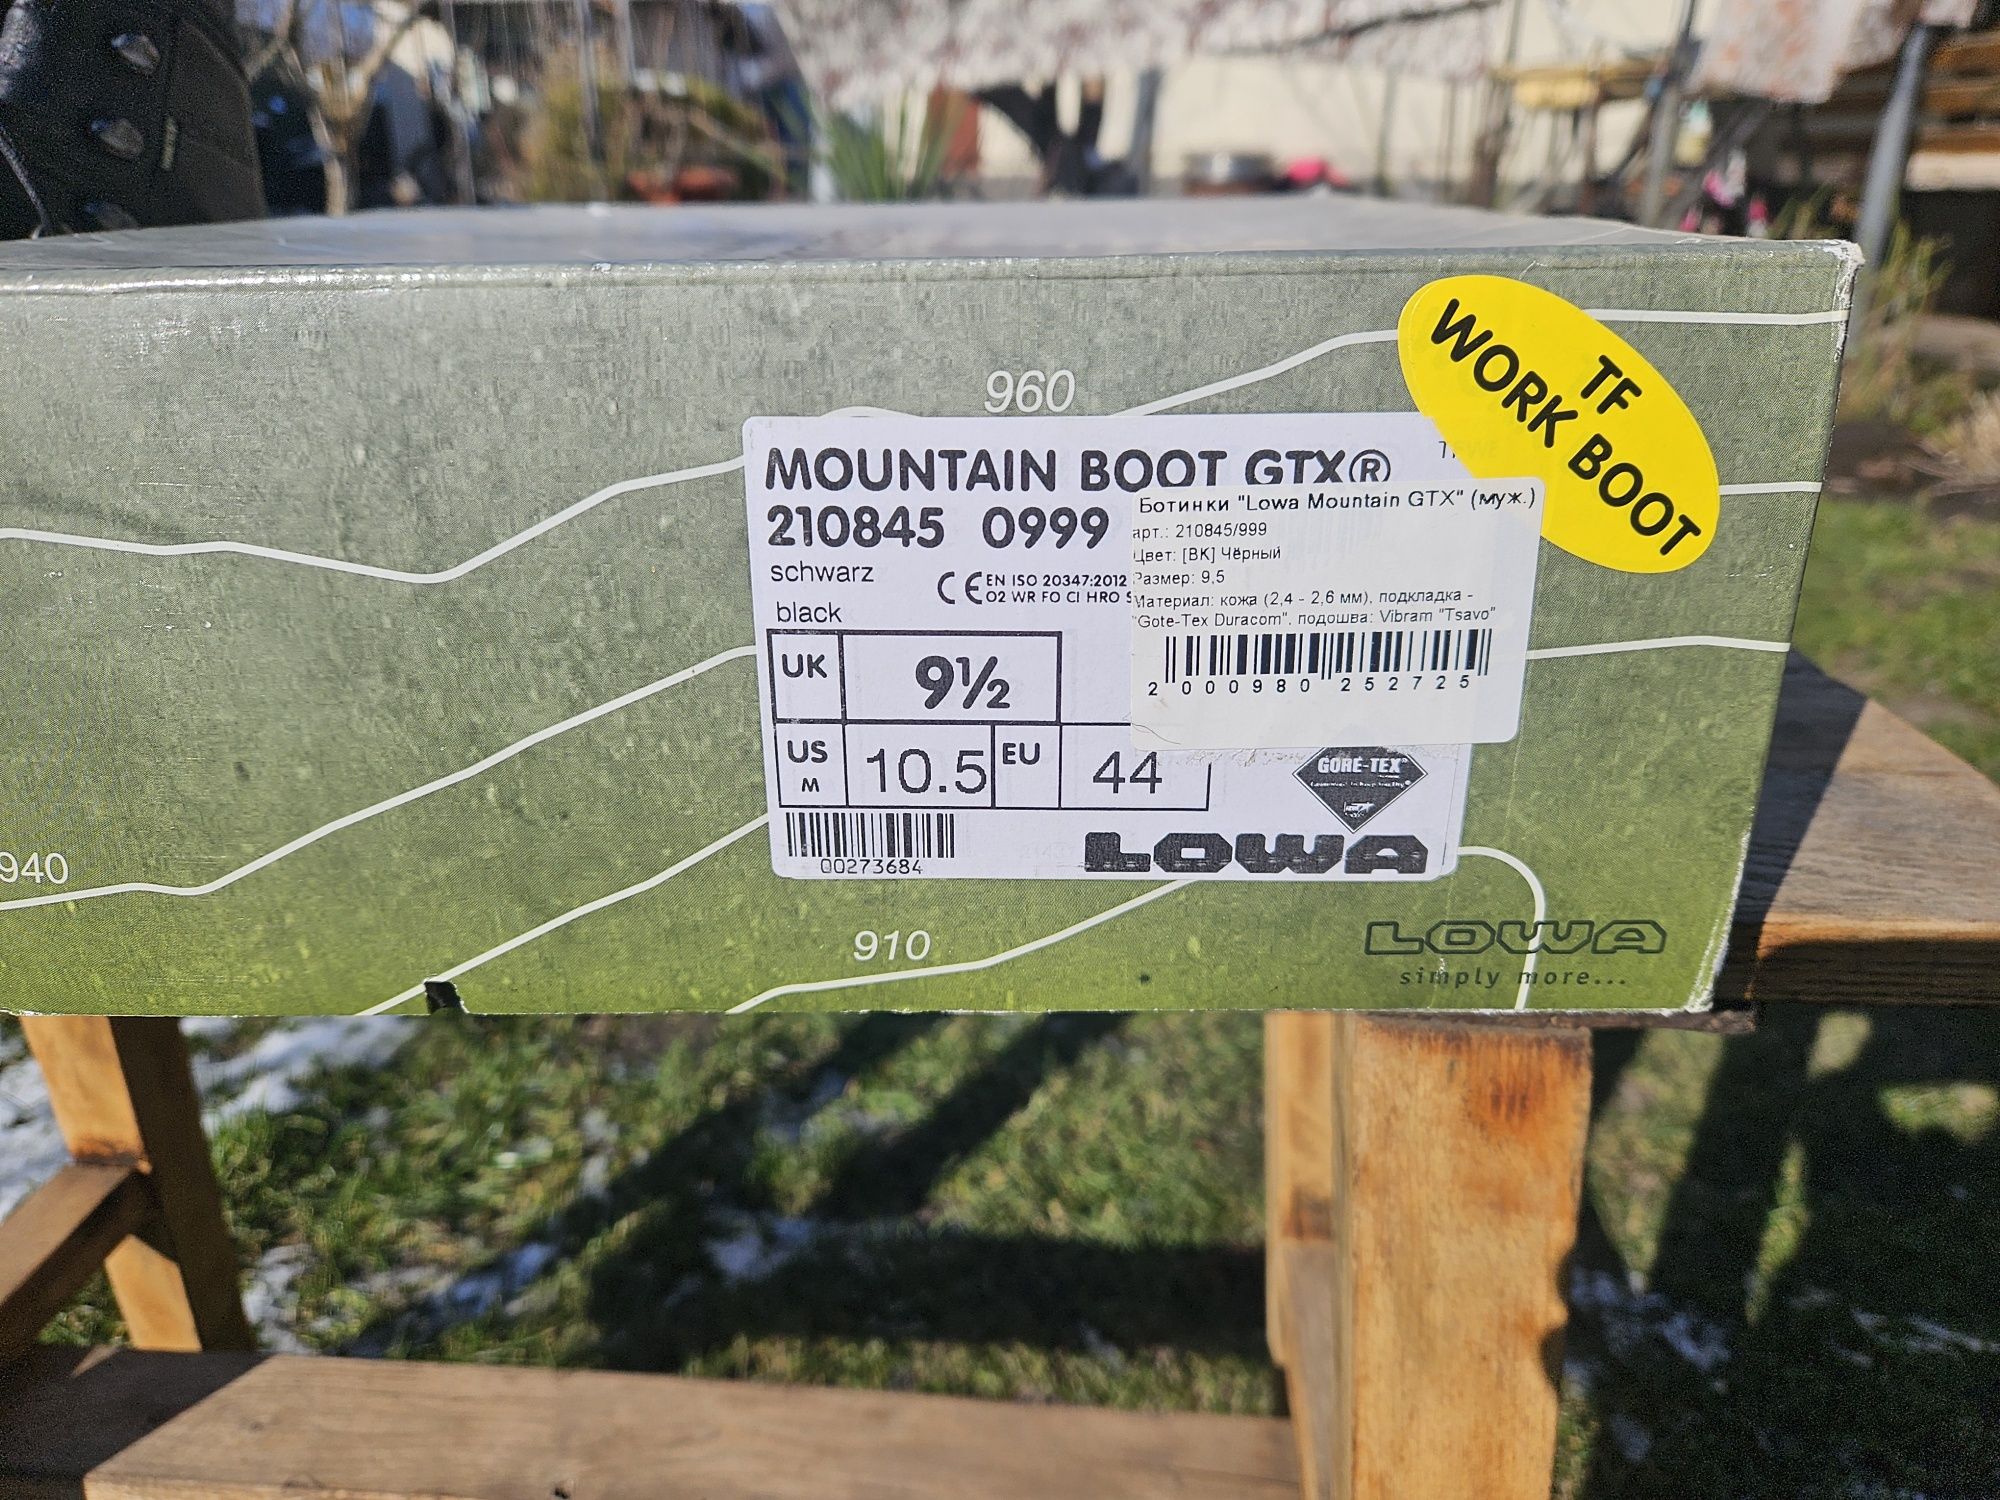 960
TF
WORK BOOT
MOUNTAIN BOOT GTX®
210845 0999
schwarz
black
CE EN ISO 20347:2012
O2 WR FO CI HRO
Ботинки "Lowa Mountain GTX" (муж.)
арт.: 210845/999
Цвет: [BK] Чёрный
Размер: 9,5
Материал: кожа (2,4 - 2,6 мм), подкладка -
"Gote-Tex Duracom", подошва: Vibram "Tsavo"
2 000980 252725
UK 9½
US M 10.5 EU 44
GORE-TEX®
00273684
LOWA
940
910
LOWA
simply more...